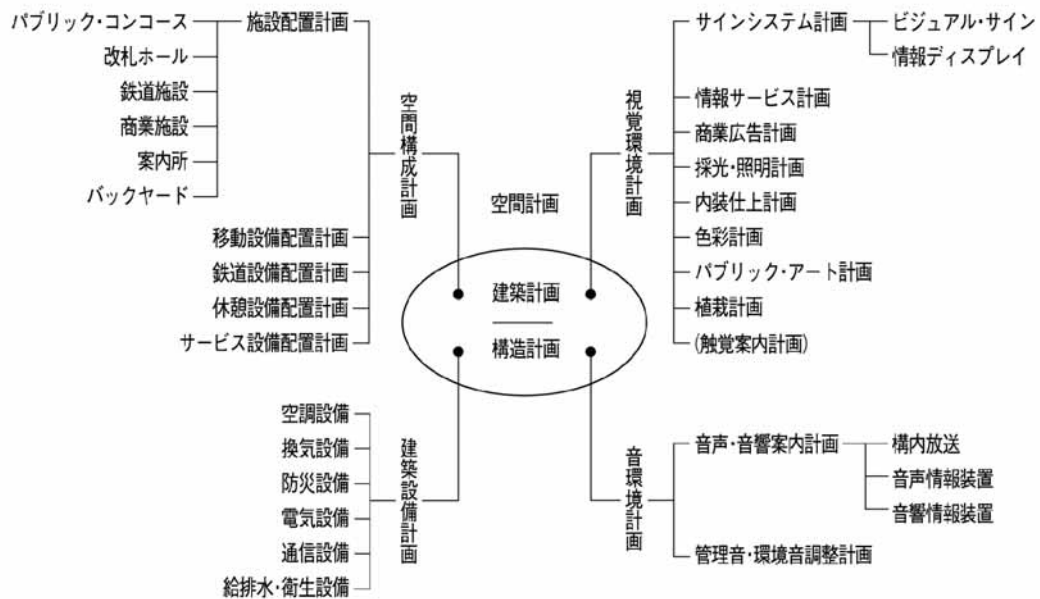 パブリック・コンコース
改札ホール
鉄道施設
商業施設
案内所
バックヤード
施設配置計画
移動設備配置計画
鉄道設備配置計画
休憩設備配置計画
サービス設備配置計画
空間構成計画
空間計画
建築計画
構造計画
視覚環境計画
サインシステム計画
ビジュアル・サイン
情報ディスプレイ
情報サービス計画
商業広告計画
採光・照明計画
内装仕上計画
色彩計画
パブリック・アート計画
植栽計画
(触覚案内計画)
空調設備
換気設備
防災設備
電気設備
通信設備
給排水・衛生設備
建築設備計画
音環境計画
音声・音響案内計画
構内放送
音声情報装置
音響情報装置
管理音・環境音調整計画